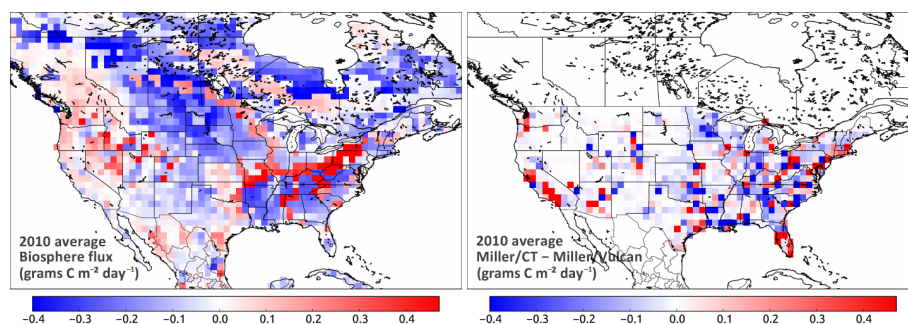 2010 average
Biosphere flux
(grams C m⁻² day⁻¹)
−0.4 −0.3 −0.2 −0.1 0.0 0.1 0.2 0.3 0.4
2010 average
Miller/CT – Miller/Vulcan
(grams C m⁻² day⁻¹)
−0.4 −0.3 −0.2 −0.1 0.0 0.1 0.2 0.3 0.4